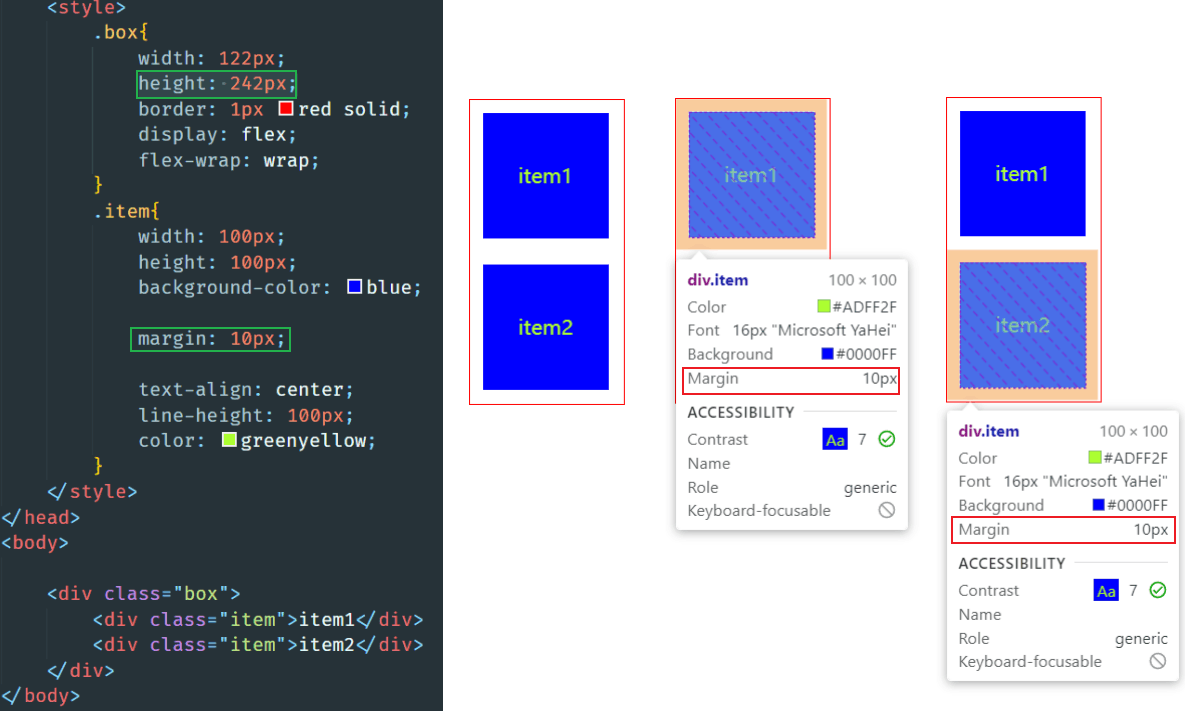 <style>
.box{
width: 122px;
height: 242px;
border: 1px red solid;
display: flex;
flex-wrap: wrap;
}
.item{
width: 100px;
height: 100px;
background-color: blue;
margin: 10px;
text-align: center;
line-height: 100px;
color: greenyellow;
}
</style>
</head>
<body>
<div class="box">
<div class="item">item1</div>
<div class="item">item2</div>
</div>
</body>
item1
item2
item1
div.item 100 × 100
Color #ADFF2F
Font 16px "Microsoft YaHei"
Background #0000FF
Margin 10px
ACCESSIBILITY
Contrast Aa 7
Name
Role generic
Keyboard-focusable
item1
item2
div.item 100 × 100
Color #ADFF2F
Font 16px "Microsoft YaHei"
Background #0000FF
Margin 10px
ACCESSIBILITY
Contrast Aa 7
Name
Role generic
Keyboard-focusable